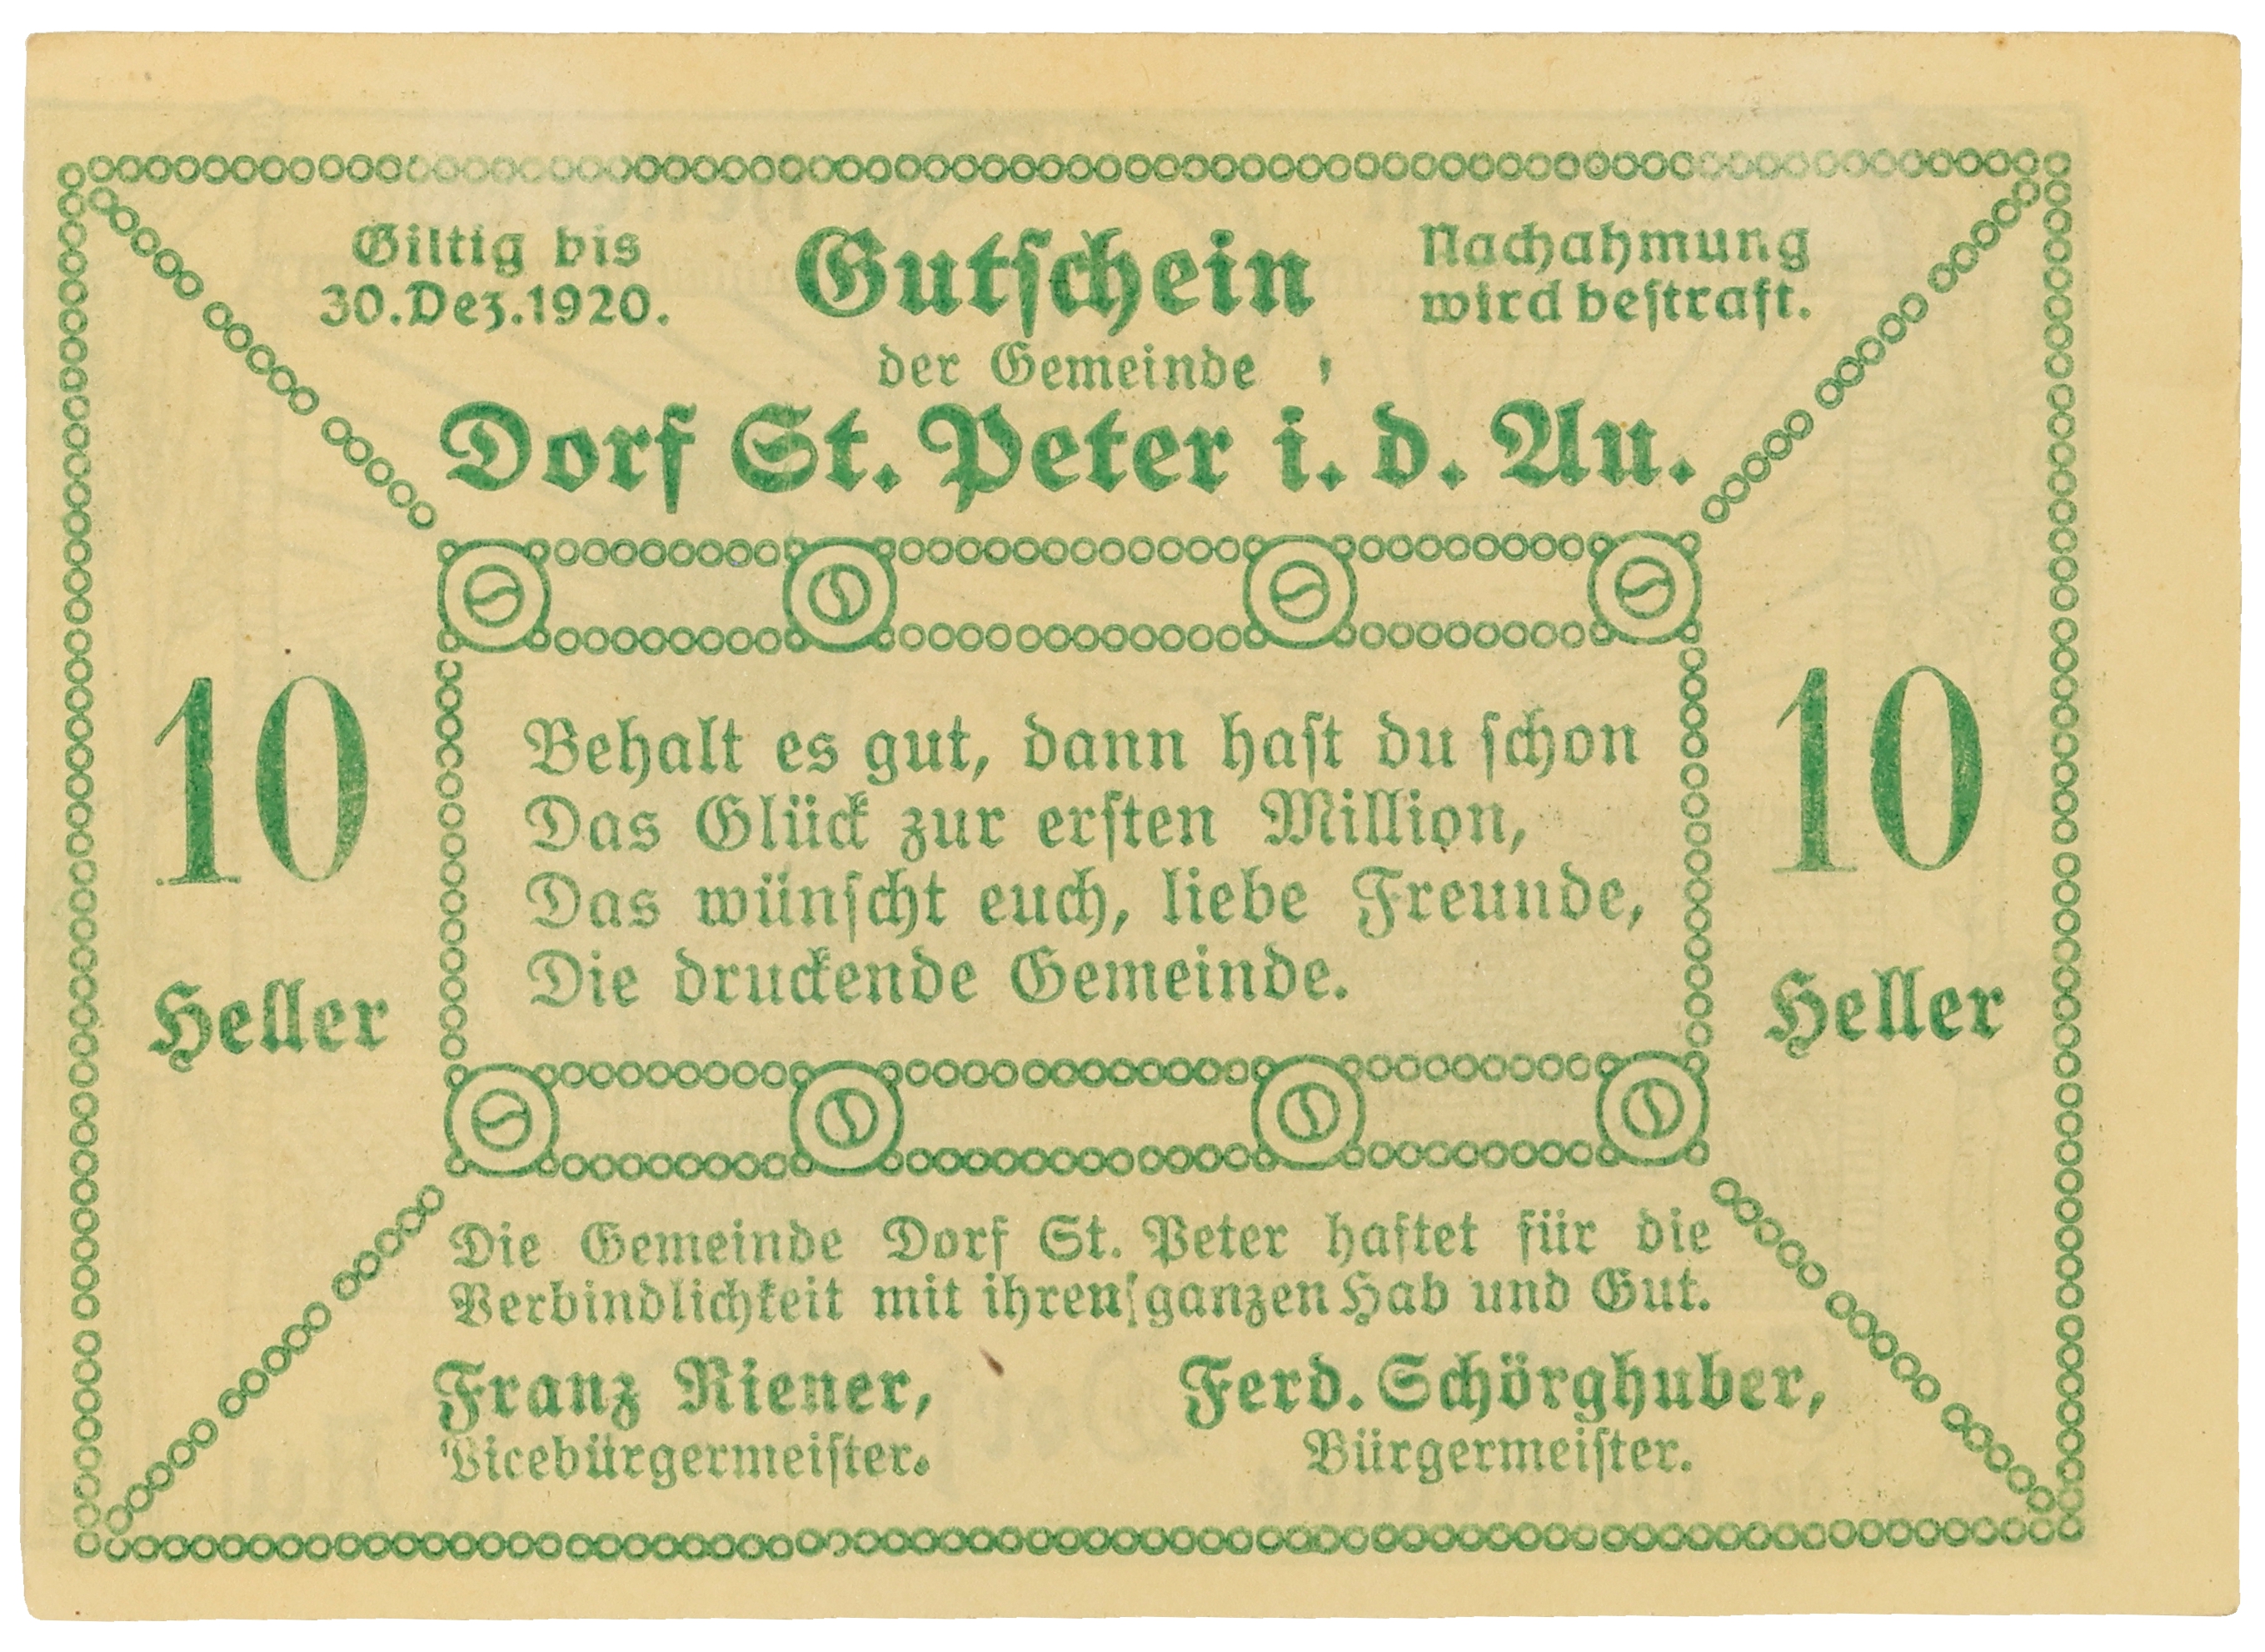 Giltig bis
30. Dez. 1920.
Gutschein
Nachahmung
wird bestraft.
der Gemeinde
Dorf St. Peter i. d. Au.
10
Heller
Behalt es gut, dann hast du schon
Das Glück zur ersten Million,
Das wünscht euch, liebe Freunde,
Die druckende Gemeinde.
10
Heller
Die Gemeinde Dorf St. Peter haftet für die
Verbindlichkeit mit ihren ganzen Hab und Gut.
Franz Riener,
Vicebürgermeister.
Ferd. Schörghuber,
Bürgermeister.